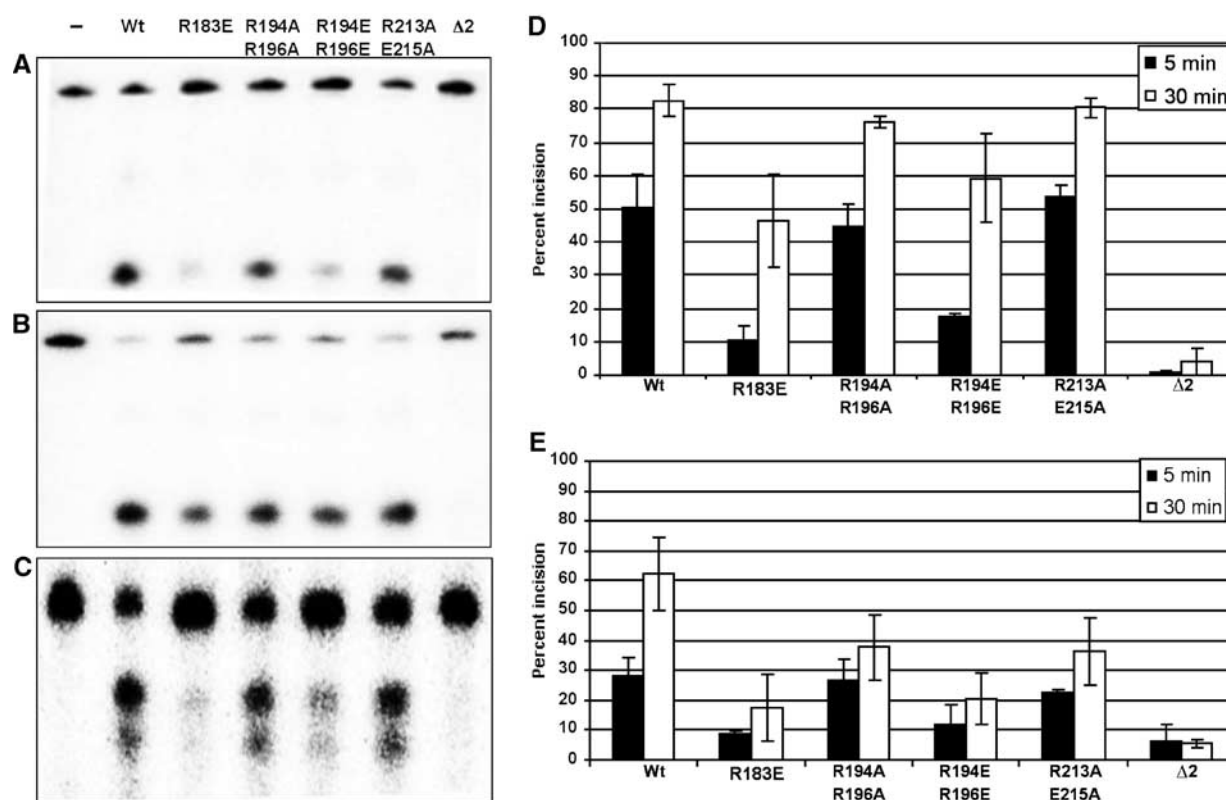 – Wt R183E R194A R194E R213A Δ2
R196A R196E E215A
A
B
C
D
100
90
80
70
60
50
40
30
20
10
0
Percent incision
5 min
30 min
Wt R183E R194A R194E R213A Δ2
R196A R196E E215A
E
100
90
80
70
60
50
40
30
20
10
0
Percent incision
5 min
30 min
Wt R183E R194A R194E R213A Δ2
R196A R196E E215A